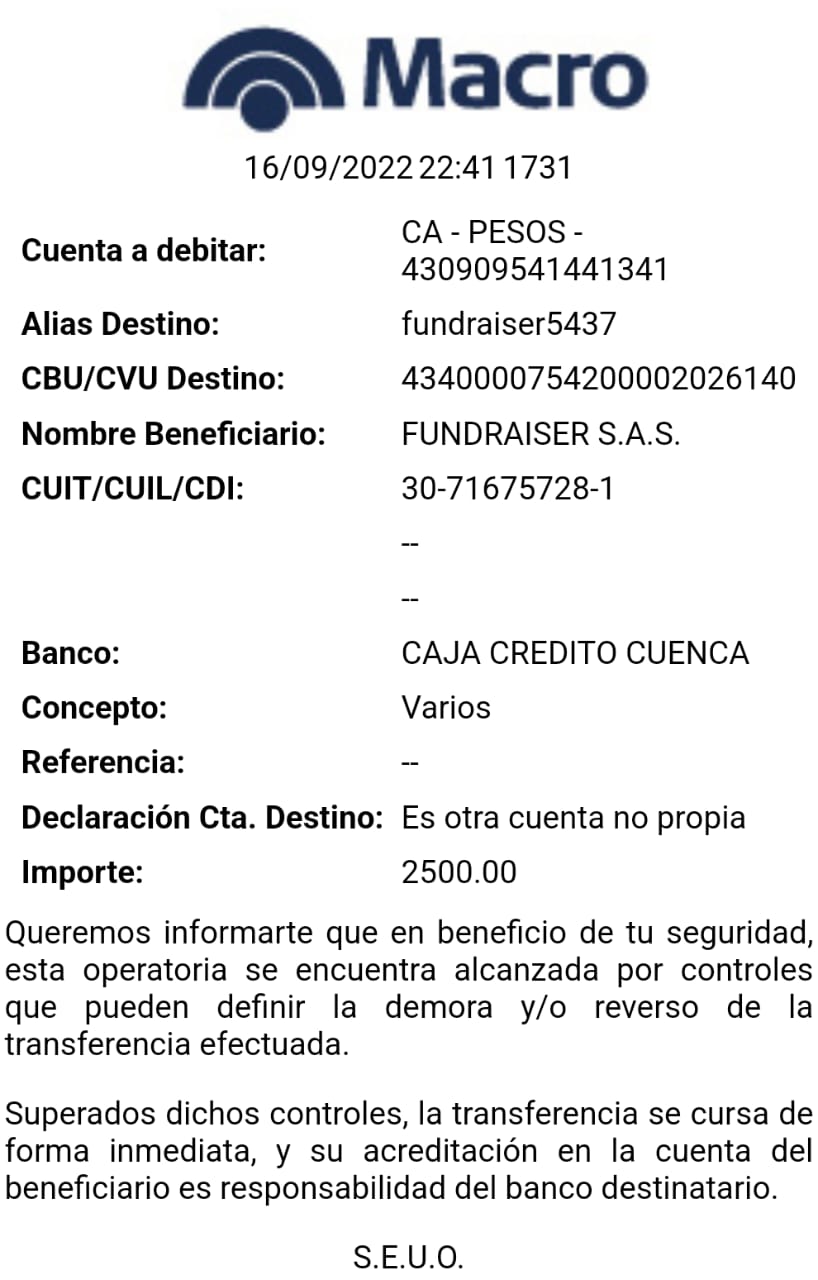 Macro
16/09/2022 22:41 1731
Cuenta a debitar: CA - PESOS -
430909541441341
Alias Destino: fundraiser5437
CBU/CVU Destino: 4340000754200002026140
Nombre Beneficiario: FUNDRAISER S.A.S.
CUIT/CUIL/CDI: 30-71675728-1
--
--
Banco: CAJA CREDITO CUENCA
Concepto: Varios
Referencia: --
Declaración Cta. Destino: Es otra cuenta no propia
Importe: 2500.00
Queremos informarte que en beneficio de tu seguridad,
esta operatoria se encuentra alcanzada por controles
que pueden definir la demora y/o reverso de la
transferencia efectuada.
Superados dichos controles, la transferencia se cursa de
forma inmediata, y su acreditación en la cuenta del
beneficiario es responsabilidad del banco destinatario.
S.E.U.O.